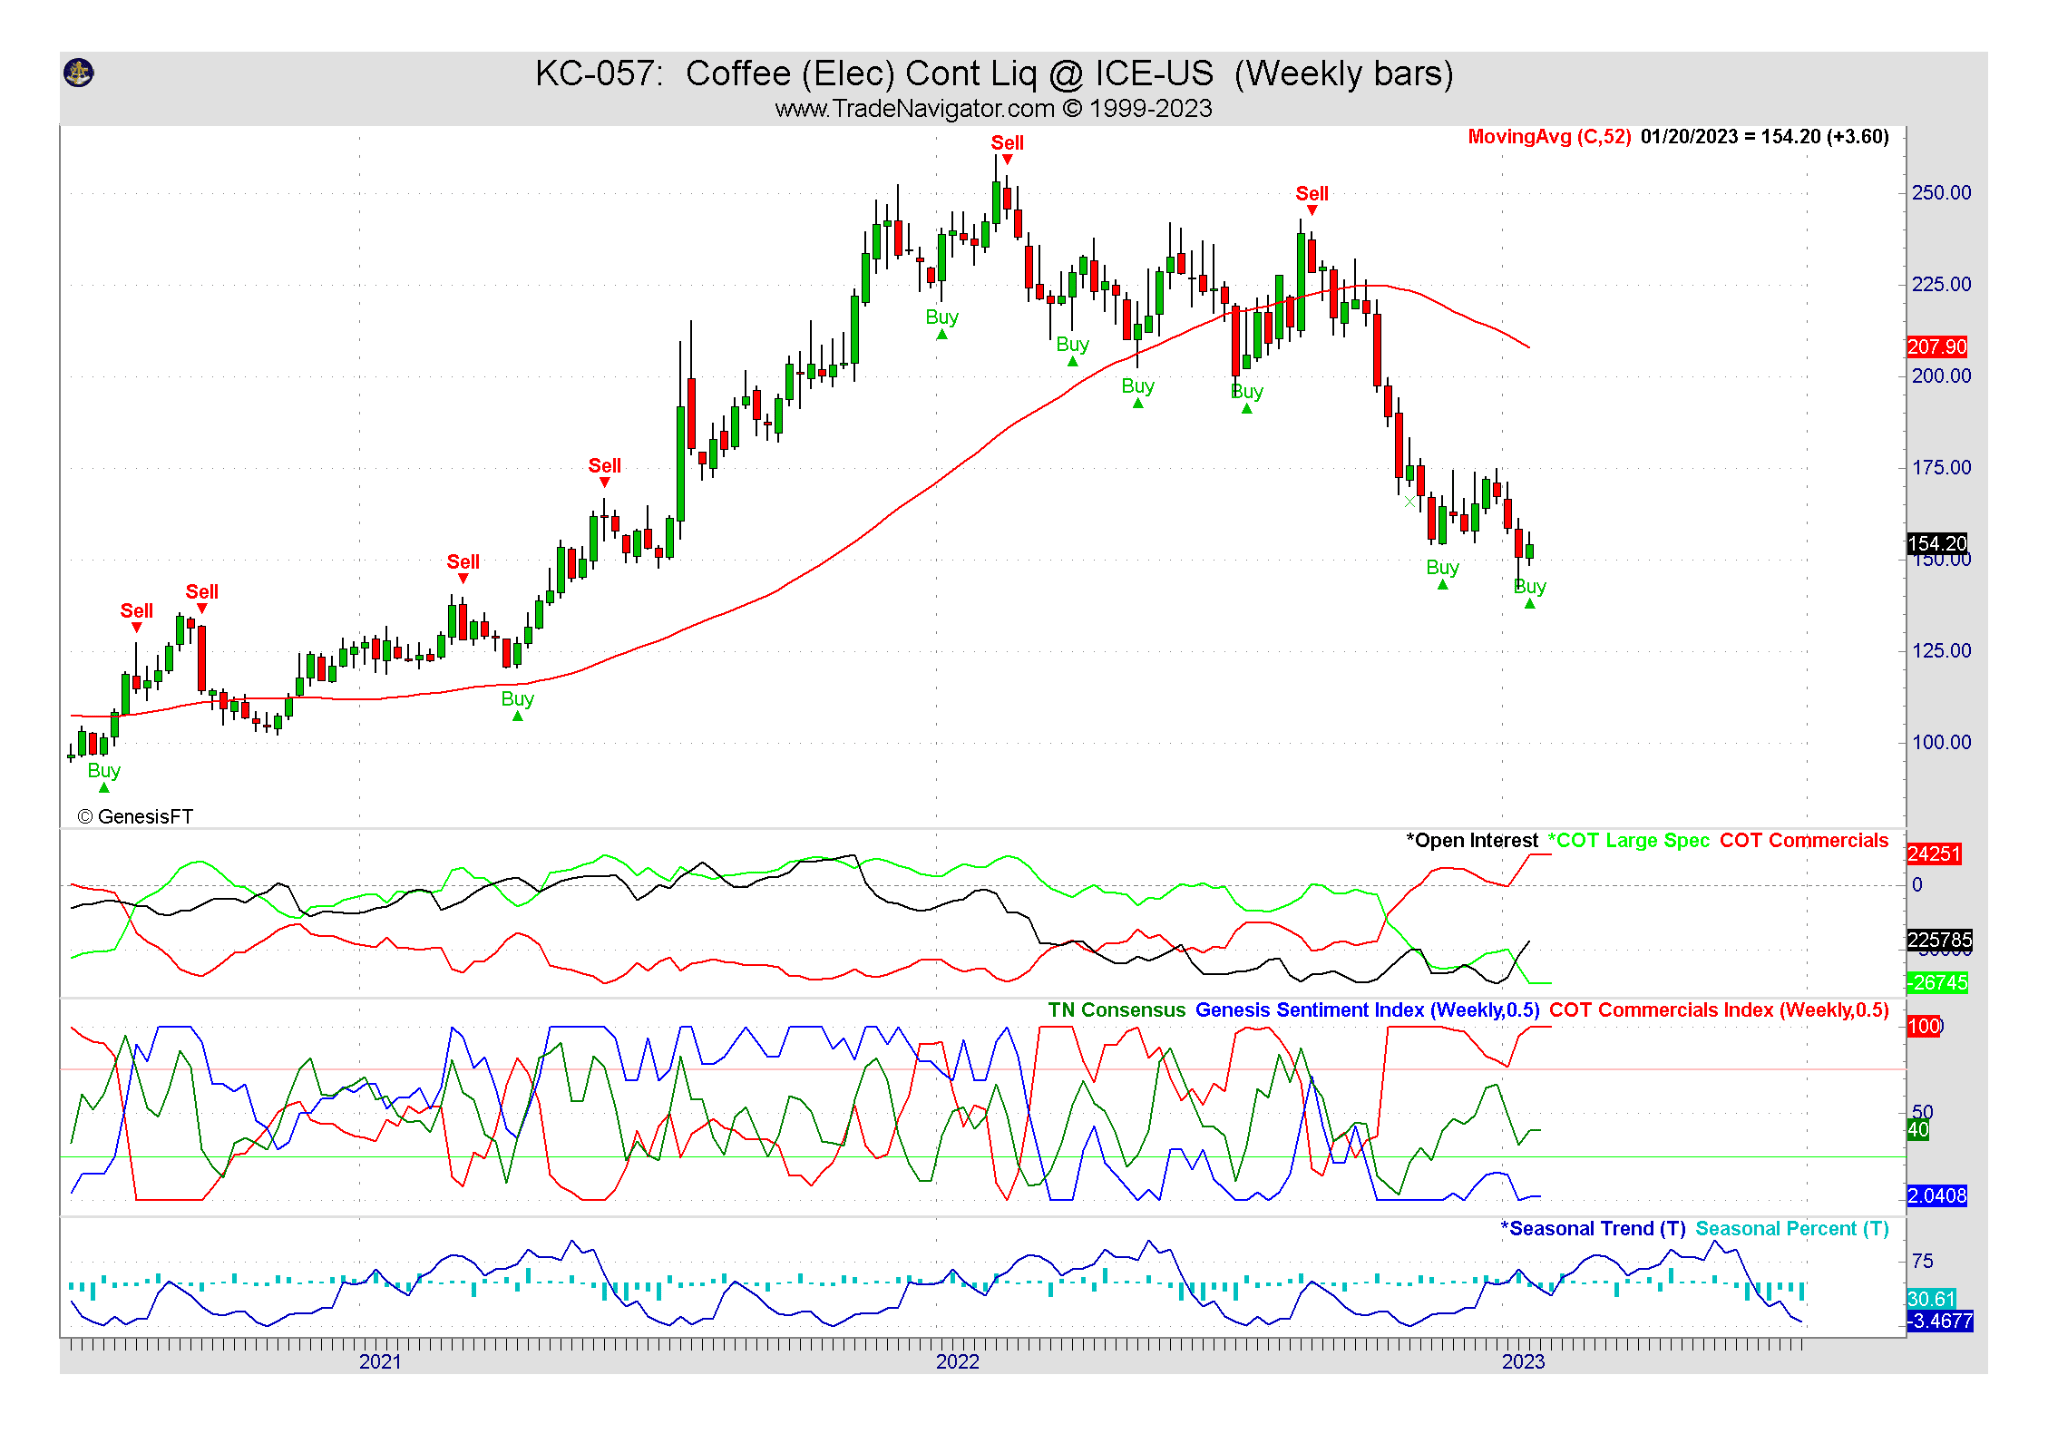 KC-057: Coffee (Elec) Cont Liq @ ICE-US (Weekly bars)
www.TradeNavigator.com © 1999-2023
MovingAvg (C,52) 01/20/2023 = 154.20 (+3.60)
Sell
Sell
250.00
225.00
207.90
Buy
Buy
200.00
Buy
Buy
Sell
175.00
154.20
150.00
Sell
Buy
Buy
Sell
Sell
125.00
Buy
100.00
Buy
© GenesisFT
*Open Interest *COT Large Spec COT Commercials
24251
0
225785
-26745
TN Consensus Genesis Sentiment Index (Weekly,0.5) COT Commercials Index (Weekly,0.5)
100
50
40
2.0408
*Seasonal Trend (T) Seasonal Percent (T)
75
30.61
-3.4677
2021 2022 2023